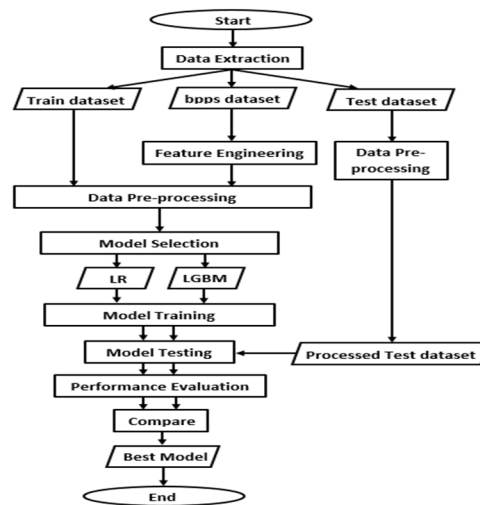 Start
Data Extraction
Train dataset
bpps dataset
Test dataset
Feature Engineering
Data Pre-
processing
Data Pre-processing
Model Selection
LR
LGBM
Model Training
Model Testing
Processed Test dataset
Performance Evaluation
Compare
Best Model
End